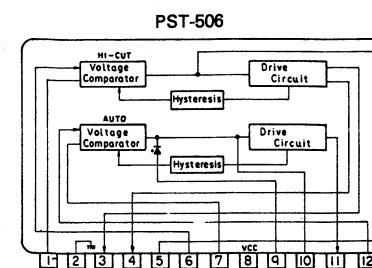 PST-506
HI-CUT
Voltage
Comparator
Drive
Circuit
Hysteresis
AUTO
Voltage
Comparator
Drive
Circuit
Hysteresis
VCC
1 2 3 4 5 6 7 8 9 10 11 12